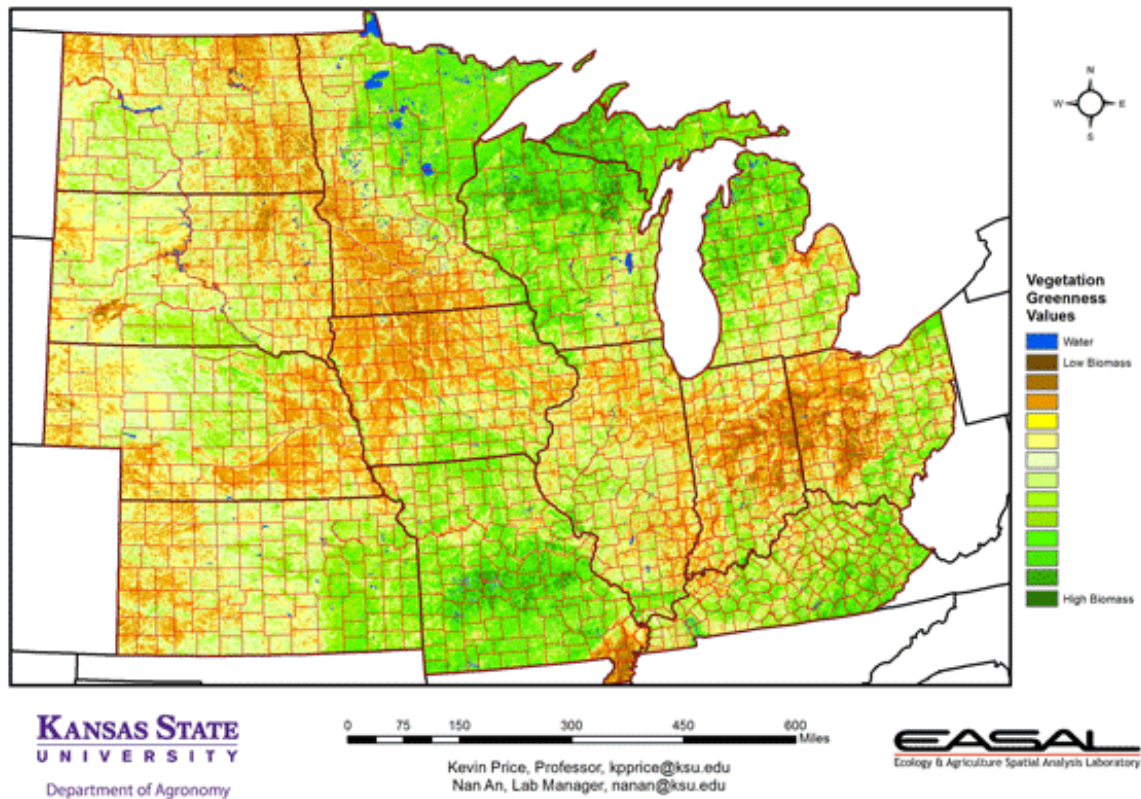 N
W E
S
Vegetation
Greenness
Values
Water
Low Biomass
High Biomass
KANSAS STATE
UNIVERSITY
Department of Agronomy
0 75 150 300 450 600
Miles
Kevin Price, Professor, kpprice@ksu.edu
Nan An, Lab Manager, nanan@ksu.edu
EASAL
Ecology & Agriculture Spatial Analysis Laboratory